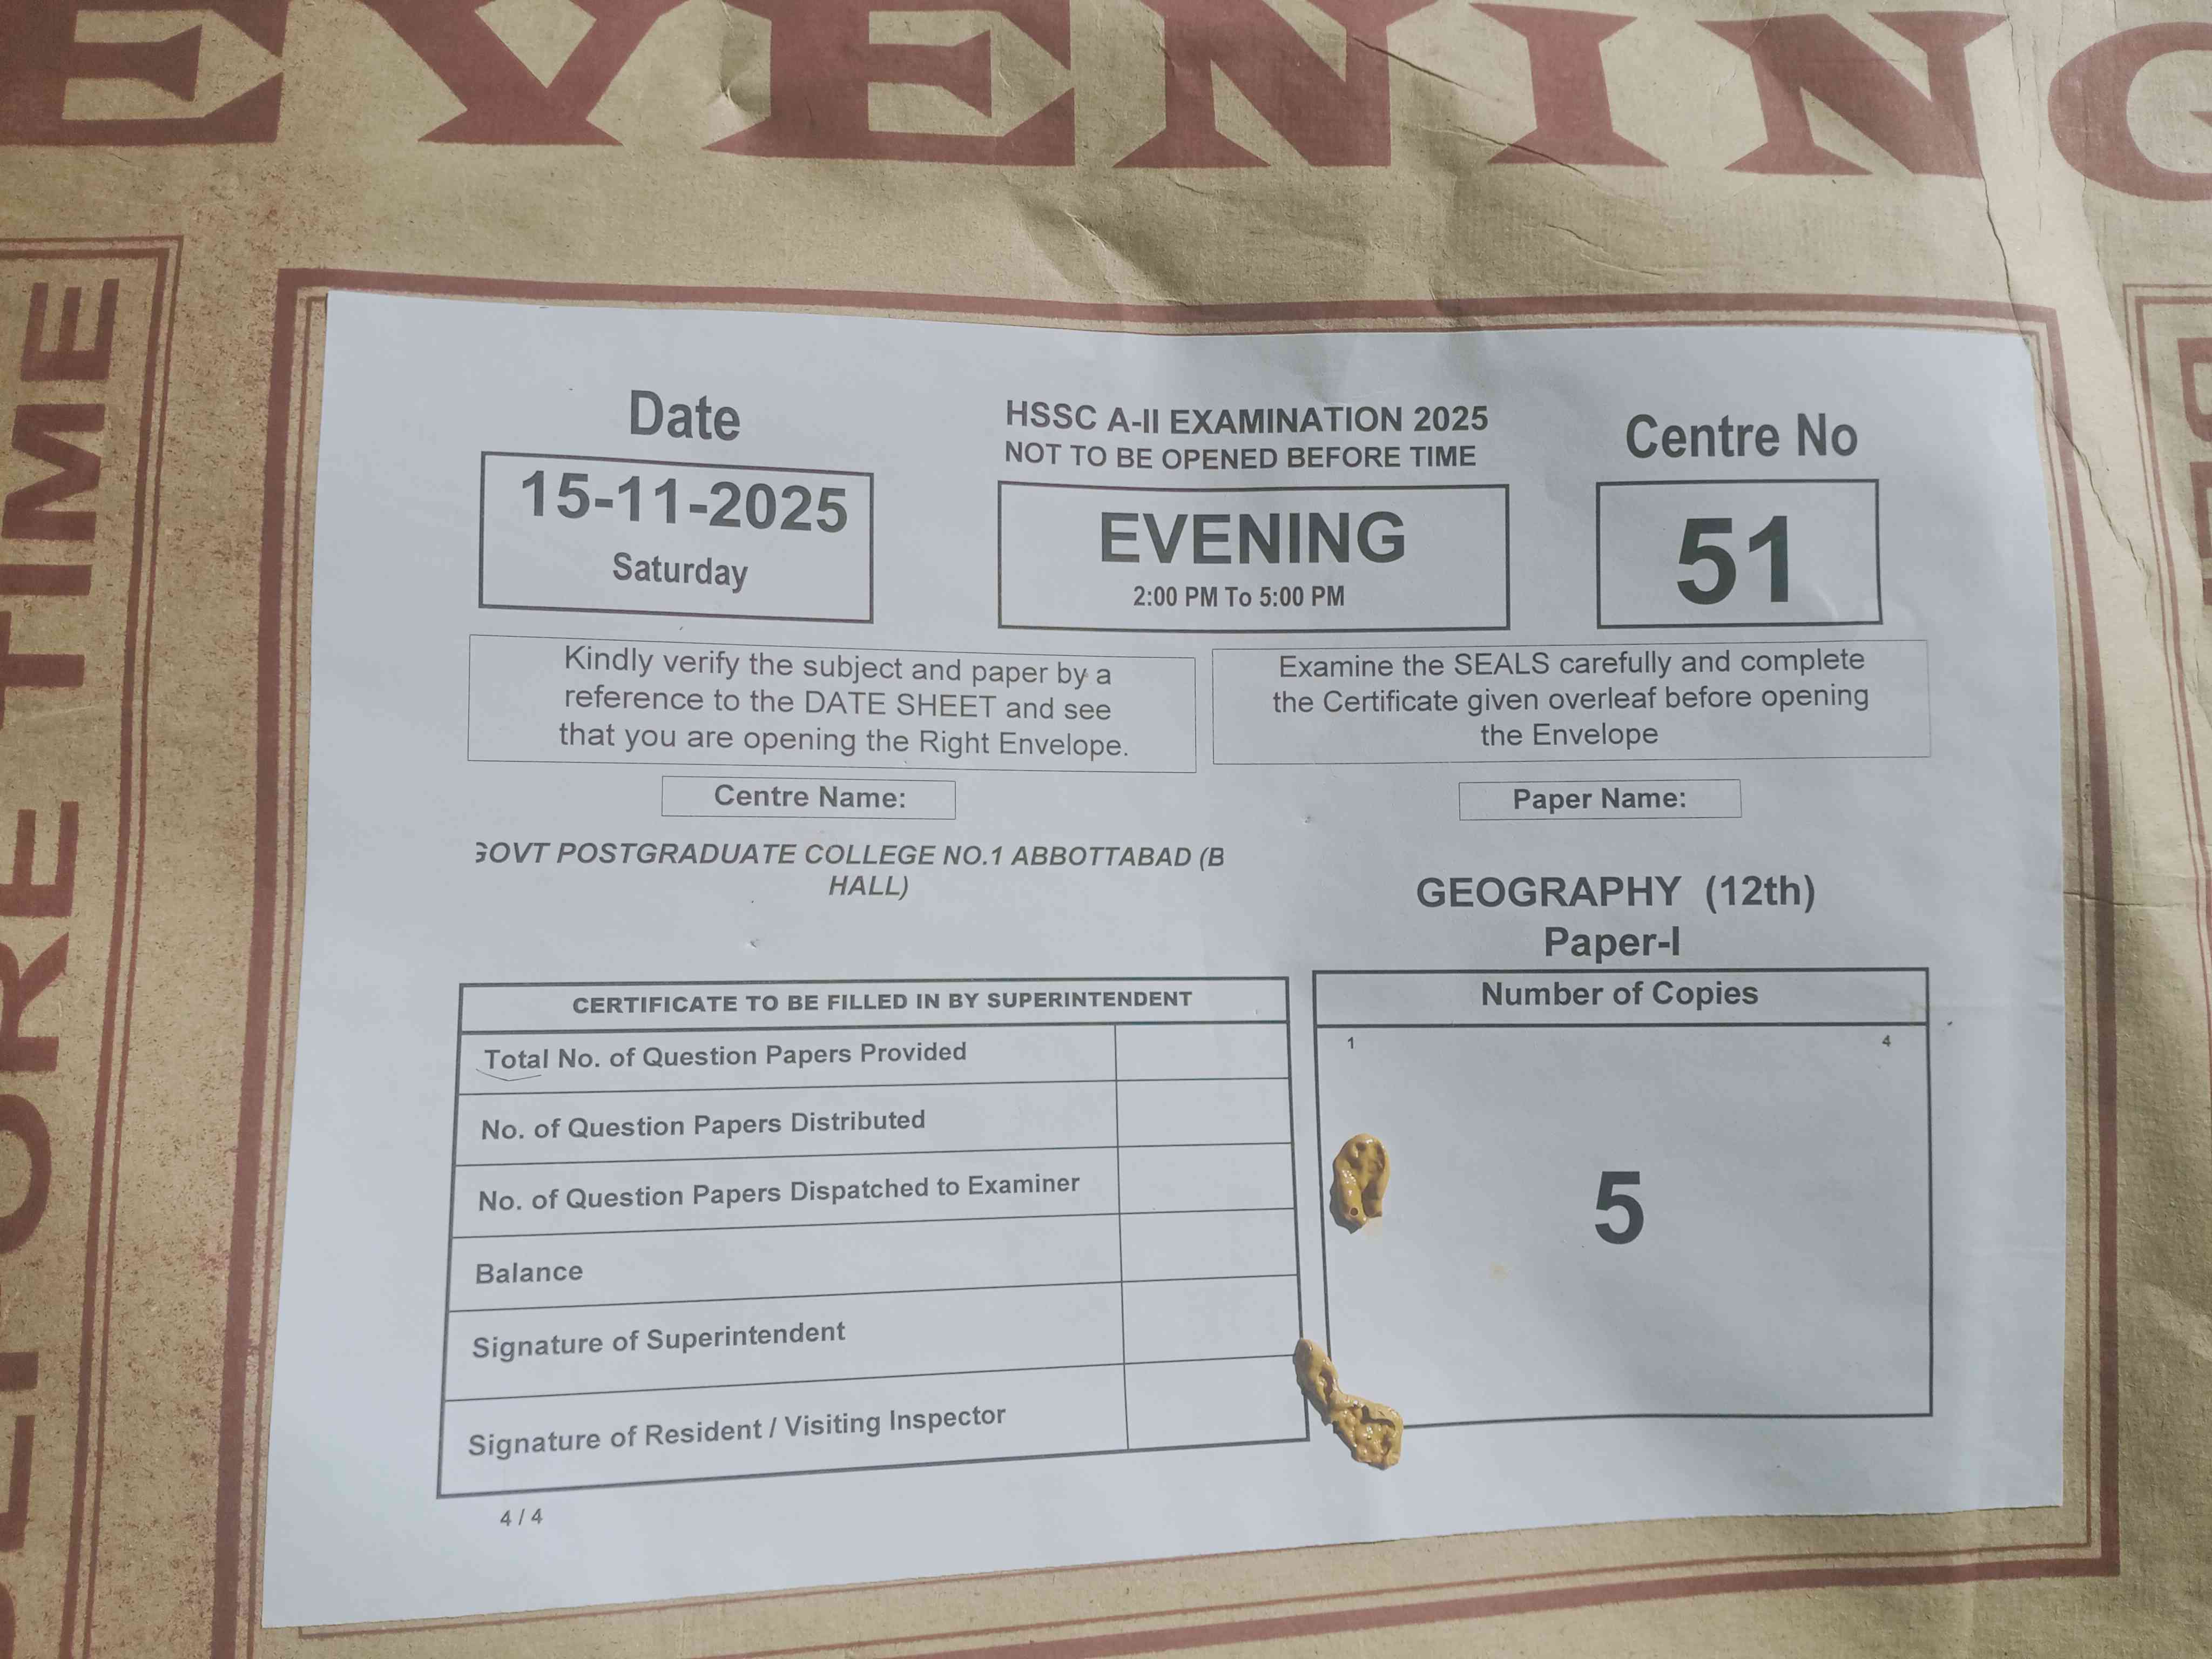 EVENING
BEFORE TIME
Date
15-11-2025
Saturday
HSSC A-II EXAMINATION 2025
NOT TO BE OPENED BEFORE TIME
EVENING
2:00 PM To 5:00 PM
Centre No
51
Kindly verify the subject and paper by a
reference to the DATE SHEET and see
that you are opening the Right Envelope.
Examine the SEALS carefully and complete
the Certificate given overleaf before opening
the Envelope
Centre Name:
GOVT POSTGRADUATE COLLEGE NO.1 ABBOTTABAD (B
HALL)
Paper Name:
GEOGRAPHY (12th)
Paper-I
CERTIFICATE TO BE FILLED IN BY SUPERINTENDENT
Total No. of Question Papers Provided
No. of Question Papers Distributed
No. of Question Papers Dispatched to Examiner
Balance
Signature of Superintendent
Signature of Resident / Visiting Inspector
Number of Copies
1 4
5
4 / 4